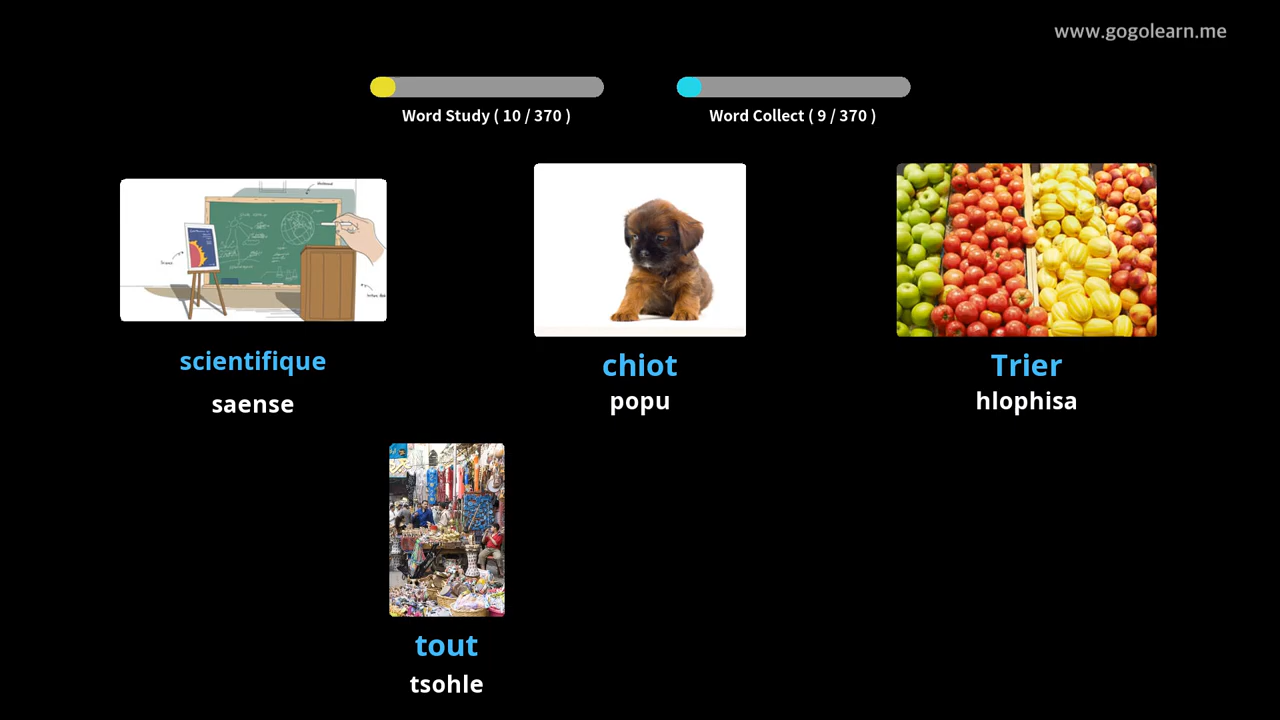 www.gogolearn.me
Word Study ( 10 / 370 )
Word Collect ( 9 / 370 )
scientifique
saense
chiot
popu
Trier
hlophisa
tout
tsohle